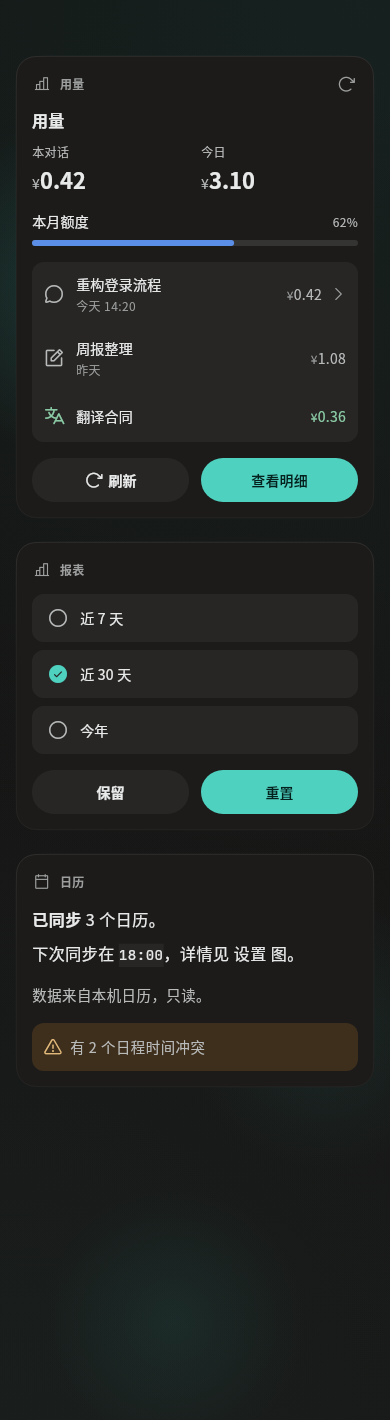 用量
用量
本对话
今日
¥0.42
¥3.10
本月额度
62%
重构登录流程
今天 14:20
¥0.42
周报整理
昨天
¥1.08
翻译合同
¥0.36
刷新
查看明细
报表
近 7 天
近 30 天
今年
保留
重置
日历
已同步 3 个日历。
下次同步在 18:00，详情见 设置 图。
数据来自本机日历，只读。
有 2 个日程时间冲突